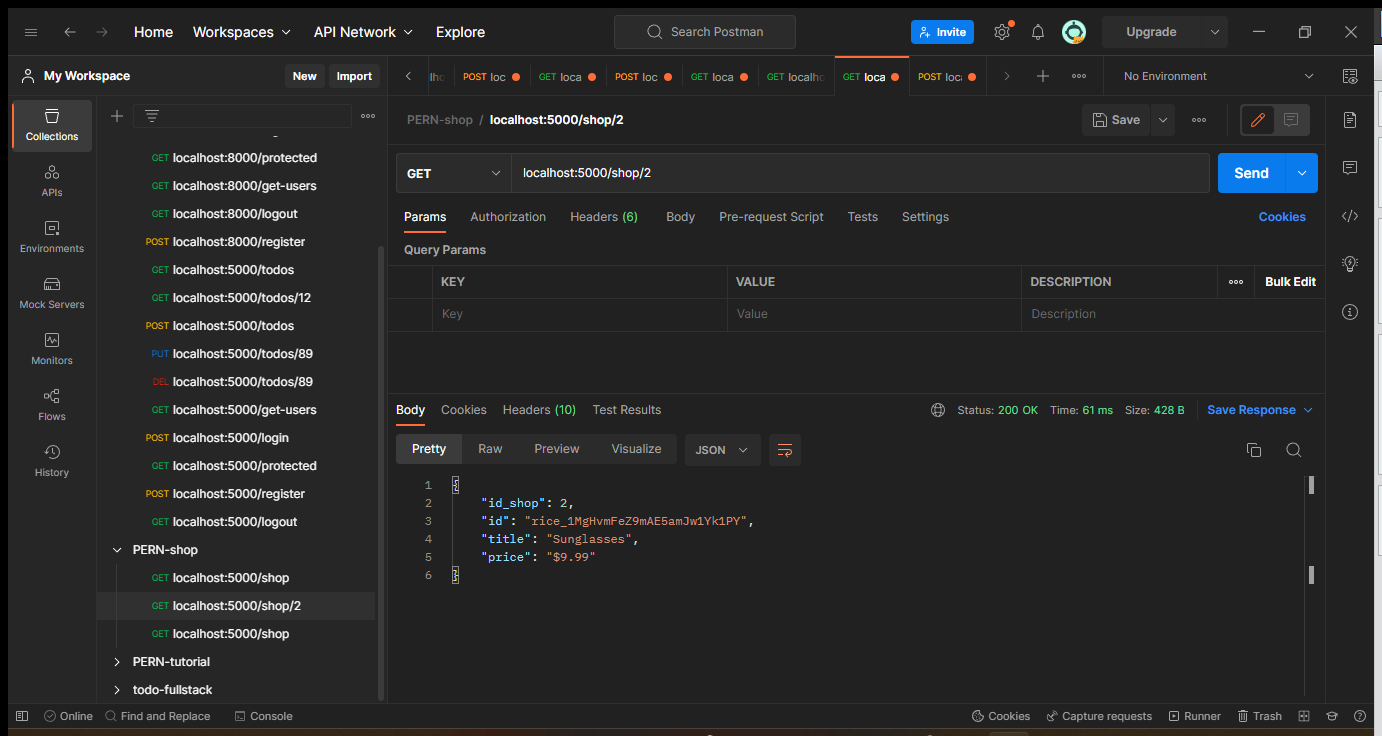 Home Workspaces API Network Explore Search Postman Invite Upgrade
My Workspace New Import POST loc GET loca POST loc GET loca GET localho GET loca POST loca No Environment
Collections
APIs
Environments
Mock Servers
Monitors
Flows
History
GET localhost:8000/protected
GET localhost:8000/get-users
GET localhost:8000/logout
POST localhost:8000/register
GET localhost:5000/todos
GET localhost:5000/todos/12
POST localhost:5000/todos
PUT localhost:5000/todos/89
DEL localhost:5000/todos/89
GET localhost:5000/get-users
POST localhost:5000/login
GET localhost:5000/protected
POST localhost:5000/register
GET localhost:5000/logout
PERN-shop
GET localhost:5000/shop
GET localhost:5000/shop/2
GET localhost:5000/shop
PERN-tutorial
todo-fullstack
PERN-shop / localhost:5000/shop/2 Save
GET localhost:5000/shop/2 Send
Params Authorization Headers (6) Body Pre-request Script Tests Settings Cookies
Query Params
KEY VALUE DESCRIPTION Bulk Edit
Key Value Description
Body Cookies Headers (10) Test Results Status: 200 OK Time: 61 ms Size: 428 B Save Response
Pretty Raw Preview Visualize JSON
1 {
2 "id_shop": 2,
3 "id": "rice_1MgHvmFeZ9mAE5amJw1Yk1PY",
4 "title": "Sunglasses",
5 "price": "$9.99"
6 }
Online Find and Replace Console Cookies Capture requests Runner Trash